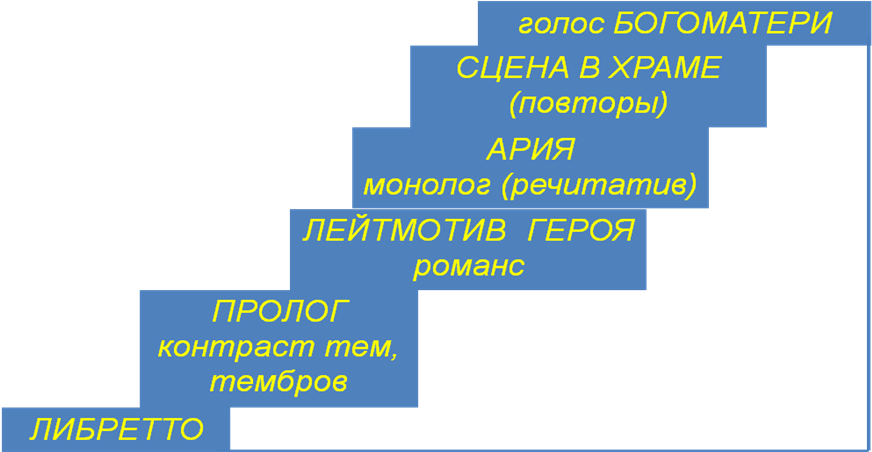 голос БОГОМАТЕРИ
СЦЕНА В ХРАМЕ
(повторы)
АРИЯ
монолог (речитатив)
ЛЕЙТМОТИВ ГЕРОЯ
романс
ПРОЛОГ
контраст тем,
тембров
ЛИБРЕТТО